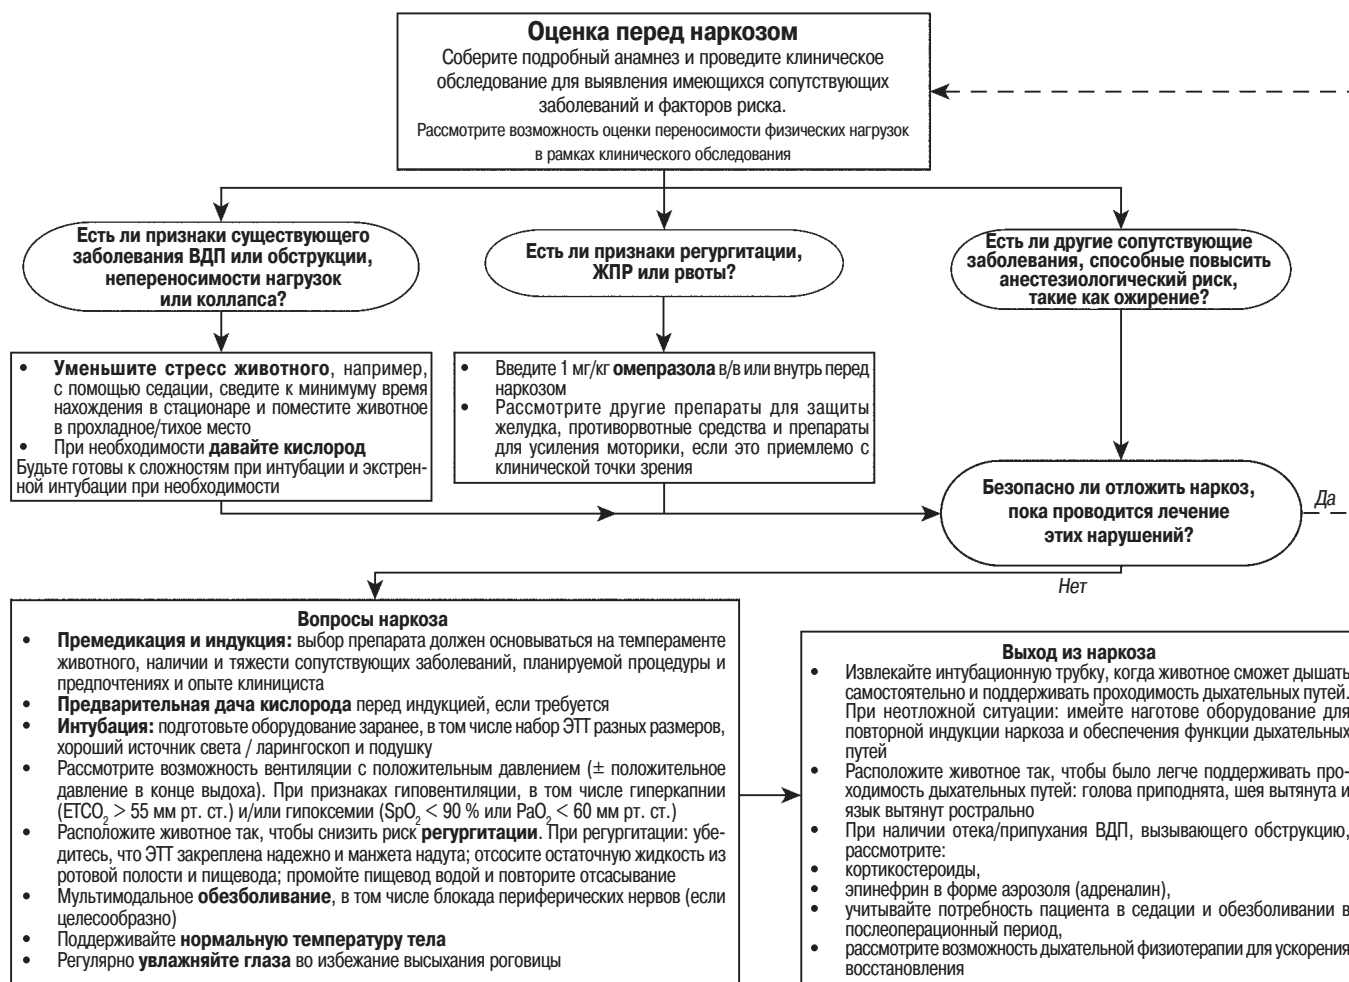 Оценка перед наркозом
Соберите подробный анамнез и проведите клиническое
обследование для выявления имеющихся сопутствующих
заболеваний и факторов риска.
Рассмотрите возможность оценки переносимости физических нагрузок
в рамках клинического обследования
Есть ли признаки существующего
заболевания ВДП или обструкции,
непереносимости нагрузок
или коллапса?
Есть ли признаки регургитации,
ЖПР или рвоты?
Есть ли другие сопутствующие
заболевания, способные повысить
анестезиологический риск,
такие как ожирение?
• Уменьшите стресс животного, например,
с помощью седации, сведите к минимуму время
нахождения в стационаре и поместите животное
в прохладное/тихое место
• При необходимости давайте кислород
Будьте готовы к сложностям при интубации и экстрен-
ной интубации при необходимости
• Введите 1 мг/кг омепразола в/в или внутрь перед
наркозом
• Рассмотрите другие препараты для защиты
желудка, противорвотные средства и препараты
для усиления моторики, если это приемлемо с
клинической точки зрения
Безопасно ли отложить наркоз,
пока проводится лечение
этих нарушений?
Да
Нет
Вопросы наркоза
• Премедикация и индукция: выбор препарата должен основываться на темпераменте
животного, наличии и тяжести сопутствующих заболеваний, планируемой процедуры и
предпочтениях и опыте клинициста
• Предварительная дача кислорода перед индукцией, если требуется
• Интубация: подготовьте оборудование заранее, в том числе набор ЭТТ разных размеров,
хороший источник света / ларингоскоп и подушку
• Рассмотрите возможность вентиляции с положительным давлением (± положительное
давление в конце выдоха). При признаках гиповентиляции, в том числе гиперкапнии
(ETCO₂ > 55 мм рт. ст.) и/или гипоксемии (SpO₂ < 90 % или PaO₂ < 60 мм рт. ст.)
• Расположите животное так, чтобы снизить риск регургитации. При регургитации: убе-
дитесь, что ЭТТ закреплена надежно и манжета надута; отсосите остаточную жидкость из
ротовой полости и пищевода; промойте пищевод водой и повторите отсасывание
• Мультимодальное обезболивание, в том числе блокада периферических нервов (если
целесообразно)
• Поддерживайте нормальную температуру тела
• Регулярно увлажняйте глаза во избежание высыхания роговицы
Выход из наркоза
• Извлекайте интубационную трубку, когда животное сможет дышать
самостоятельно и поддерживать проходимость дыхательных путей.
При неотложной ситуации: имейте наготове оборудование для
повторной индукции наркоза и обеспечения функции дыхательных
путей
• Расположите животное так, чтобы было легче поддерживать про-
ходимость дыхательных путей: голова приподнята, шея вытянута и
язык вытянут рострально
• При наличии отека/припухания ВДП, вызывающего обструкцию,
рассмотрите:
• кортикостероиды,
• эпинефрин в форме аэрозоля (адреналин),
• учитывайте потребность пациента в седации и обезболивании в
послеоперационный период,
• рассмотрите возможность дыхательной физиотерапии для ускорения
восстановления